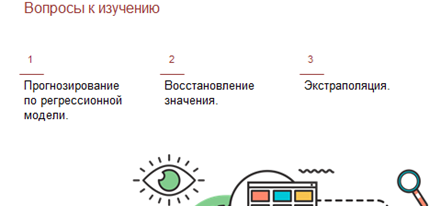 Вопросы к изучению
1
2
3
Прогнозирование
по регрессионной
модели.
Восстановление
значения.
Экстраполяция.